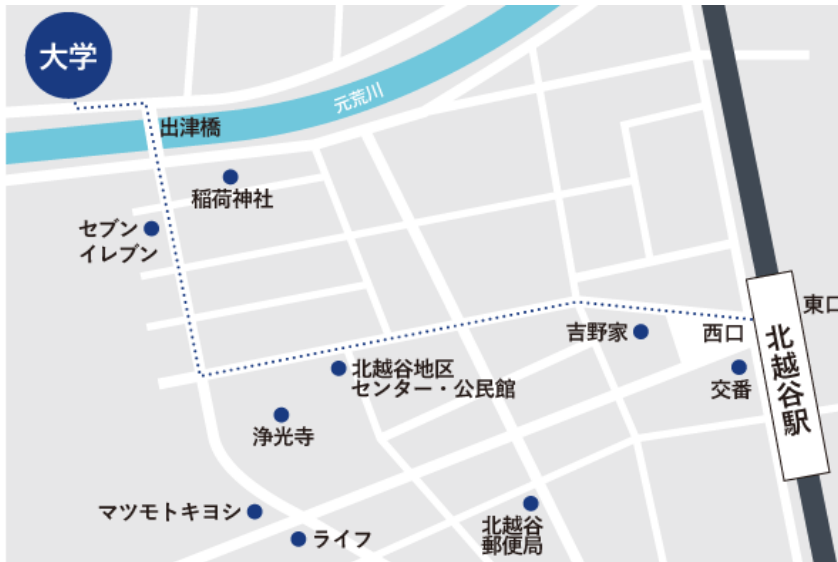 大学
元荒川
出津橋
稲荷神社
セブン
イレブン
東口
吉野家
西口
北越谷駅
北越谷地区
センター・公民館
交番
浄光寺
マツモトキヨシ
ライフ
北越谷
郵便局